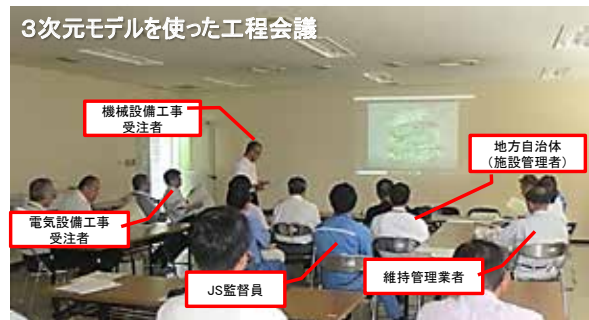 3次元モデルを使った工程会議
機械設備工事
受注者
地方自治体
（施設管理者）
電気設備工事
受注者
JS監督員
維持管理業者